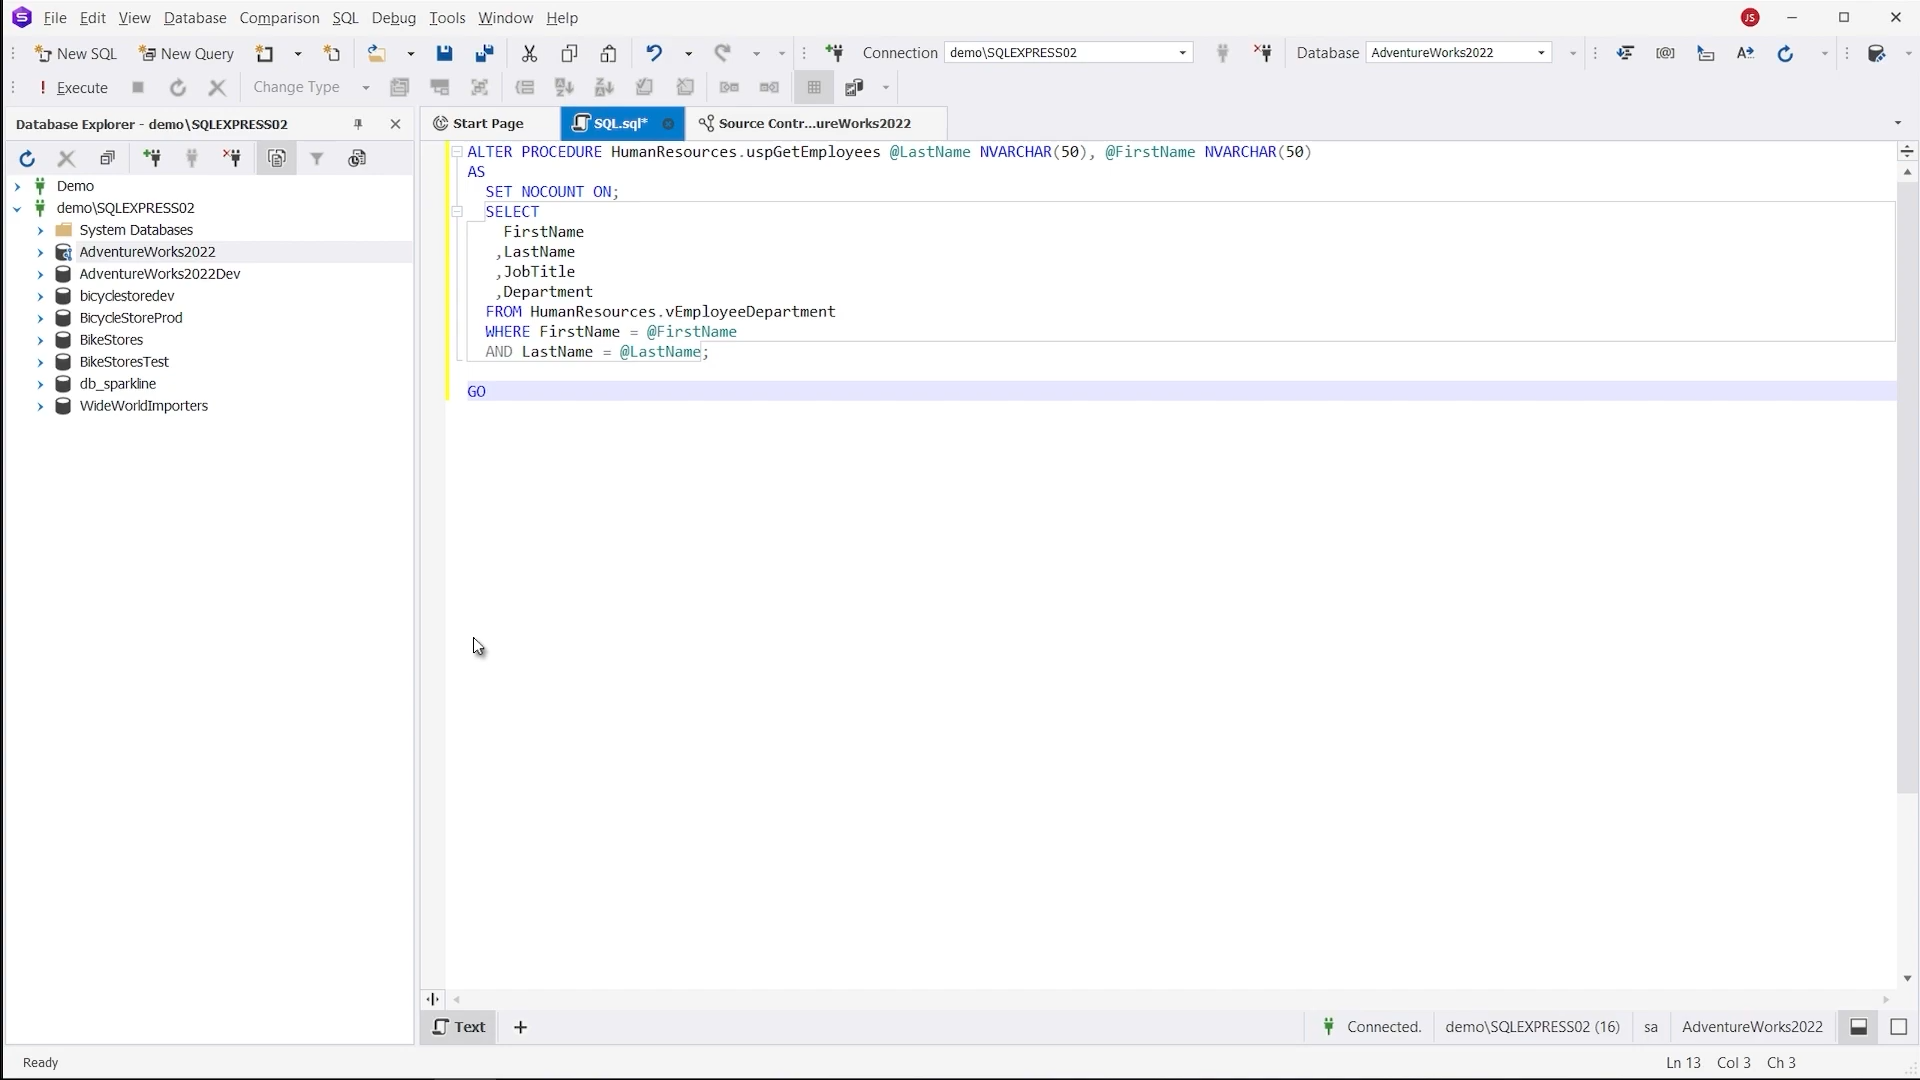 File Edit View Database Comparison SQL Debug Tools Window Help JS
New SQL New Query Connection demo\SQLEXPRESS02 Database AdventureWorks2022
! Execute Change Type
Database Explorer - demo\SQLEXPRESS02
Start Page SQL.sql* Source Contr...ureWorks2022
Demo
demo\SQLEXPRESS02
System Databases
AdventureWorks2022
AdventureWorks2022Dev
bicyclestoredev
BicycleStoreProd
BikeStores
BikeStoresTest
db_sparkline
WideWorldImporters
ALTER PROCEDURE HumanResources.uspGetEmployees @LastName NVARCHAR(50), @FirstName NVARCHAR(50)
AS
SET NOCOUNT ON;
SELECT
FirstName
,LastName
,JobTitle
,Department
FROM HumanResources.vEmployeeDepartment
WHERE FirstName = @FirstName
AND LastName = @LastName;
GO
Text + Connected. demo\SQLEXPRESS02 (16) sa AdventureWorks2022
Ready Ln 13 Col 3 Ch 3